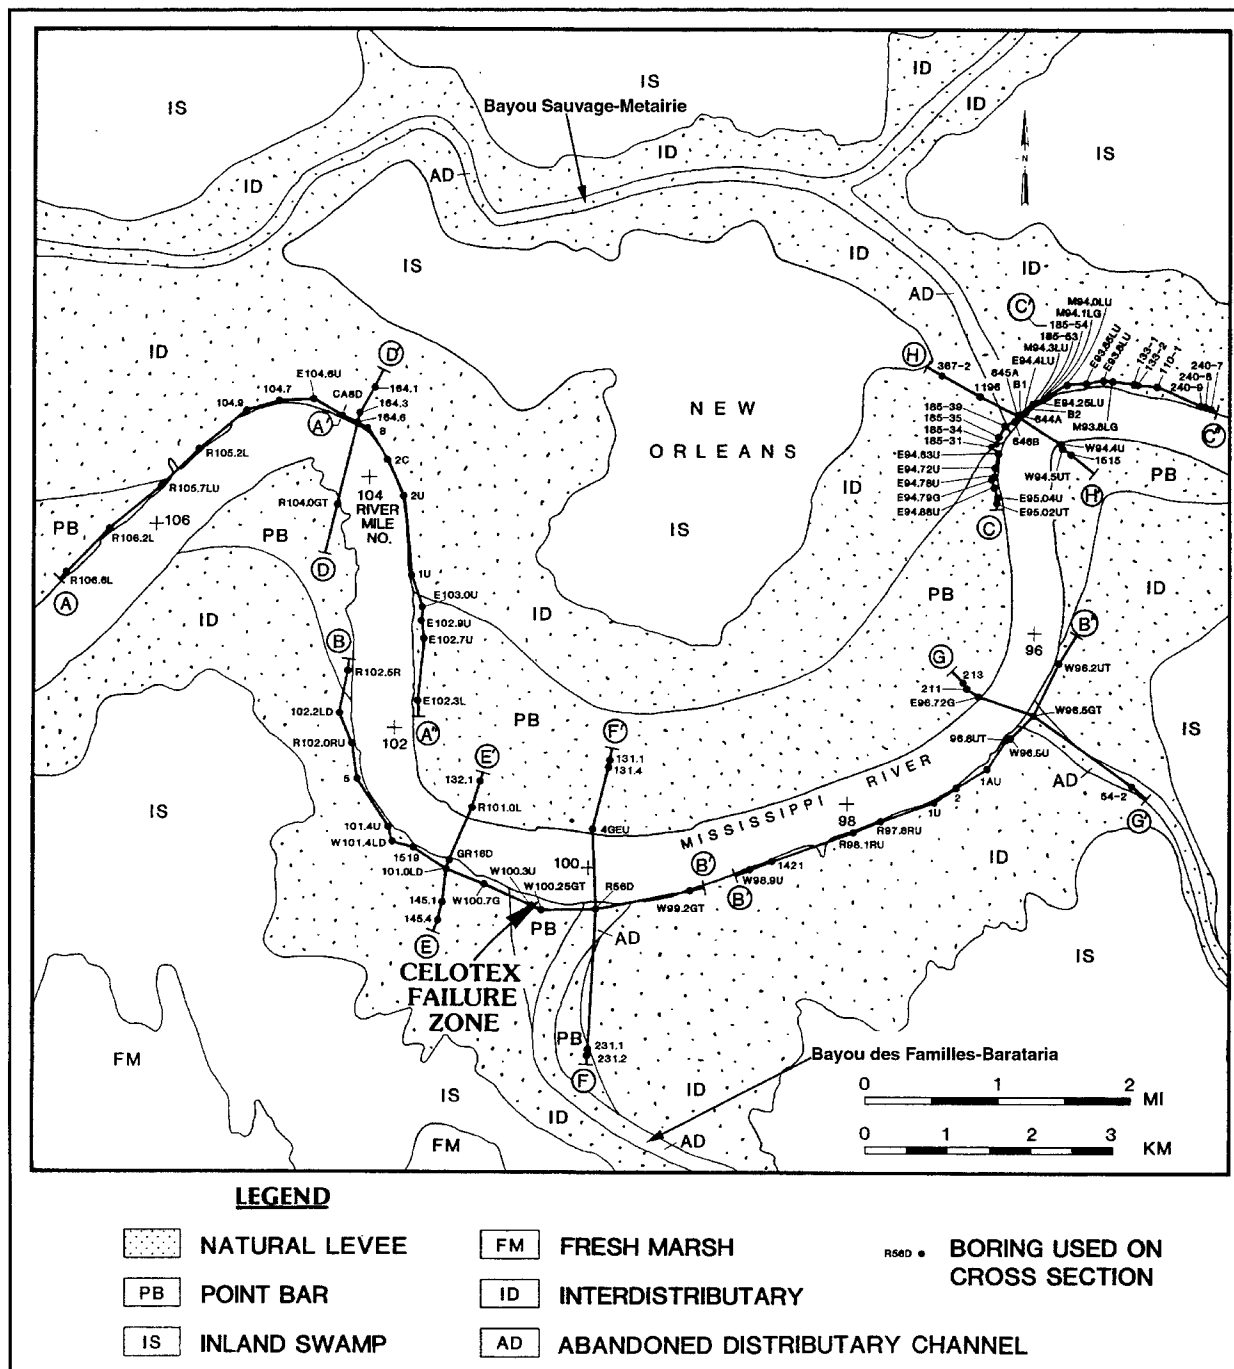 IS
Bayou Sauvage-Metairie
IS
ID
ID
IS
ID
AD
ID
ID
IS
ID
AD
ID
C'
M94.0LU
M94.1LG
185-54
185-53
M94.3LU
E94.4LU
645A
B1
1196
H
367-2
E93.8LU
133-1
133-2
110-1
240-7
240-9
C"
E94.25LU
B2
644A
M93.8LG
646B
W94.4U
1515
W94.5UT
H'
PB
185-39
185-35
185-34
185-31
E94.63U
E94.72U
E94.78U
E94.79G
E94.88U
E95.04U
E95.02UT
C
NEW
ORLEANS
IS
ID
ID
D'
164.1
164.3
164.6
E104.6U
CA8D
104.7
104.9
A'
8
2C
2U
R105.2L
R105.7LU
R104.0GT
104
RIVER
MILE
NO.
106
PB
PB
R106.2L
R106.6L
A
D
ID
1U
E103.0U
E102.9U
E102.7U
ID
PB
ID
B
R102.5R
102.2LD
R102.0RU
E102.3L
A"
102
5
PB
F'
131.1
131.4
E'
132.1
R101.0L
4GEU
G
213
211
E96.72G
96
B"
W96.2UT
W96.5GT
96.6UT
W96.5U
AD
IS
54-2
G'
1AU
2
1U
MISSISSIPPI RIVER
98
R97.8RU
R98.1RU
ID
IS
101.4U
W101.4LD
1519
101.0LD
GR16D
W100.3U
W100.25GT
100
R56D
B'
B'
W98.9U
1421
W99.2GT
145.1
145.4
W100.7G
E
PB
AD
CELOTEX
FAILURE
ZONE
IS
PB
231.1
231.2
F
FM
IS
FM
ID
ID
AD
Bayou des Familles-Barataria
0 1 2
MI
0 1 2 3
KM
LEGEND
NATURAL LEVEE
FM FRESH MARSH
R56D
BORING USED ON
CROSS SECTION
PB POINT BAR
ID INTERDISTRIBUTARY
IS INLAND SWAMP
AD ABANDONED DISTRIBUTARY CHANNEL